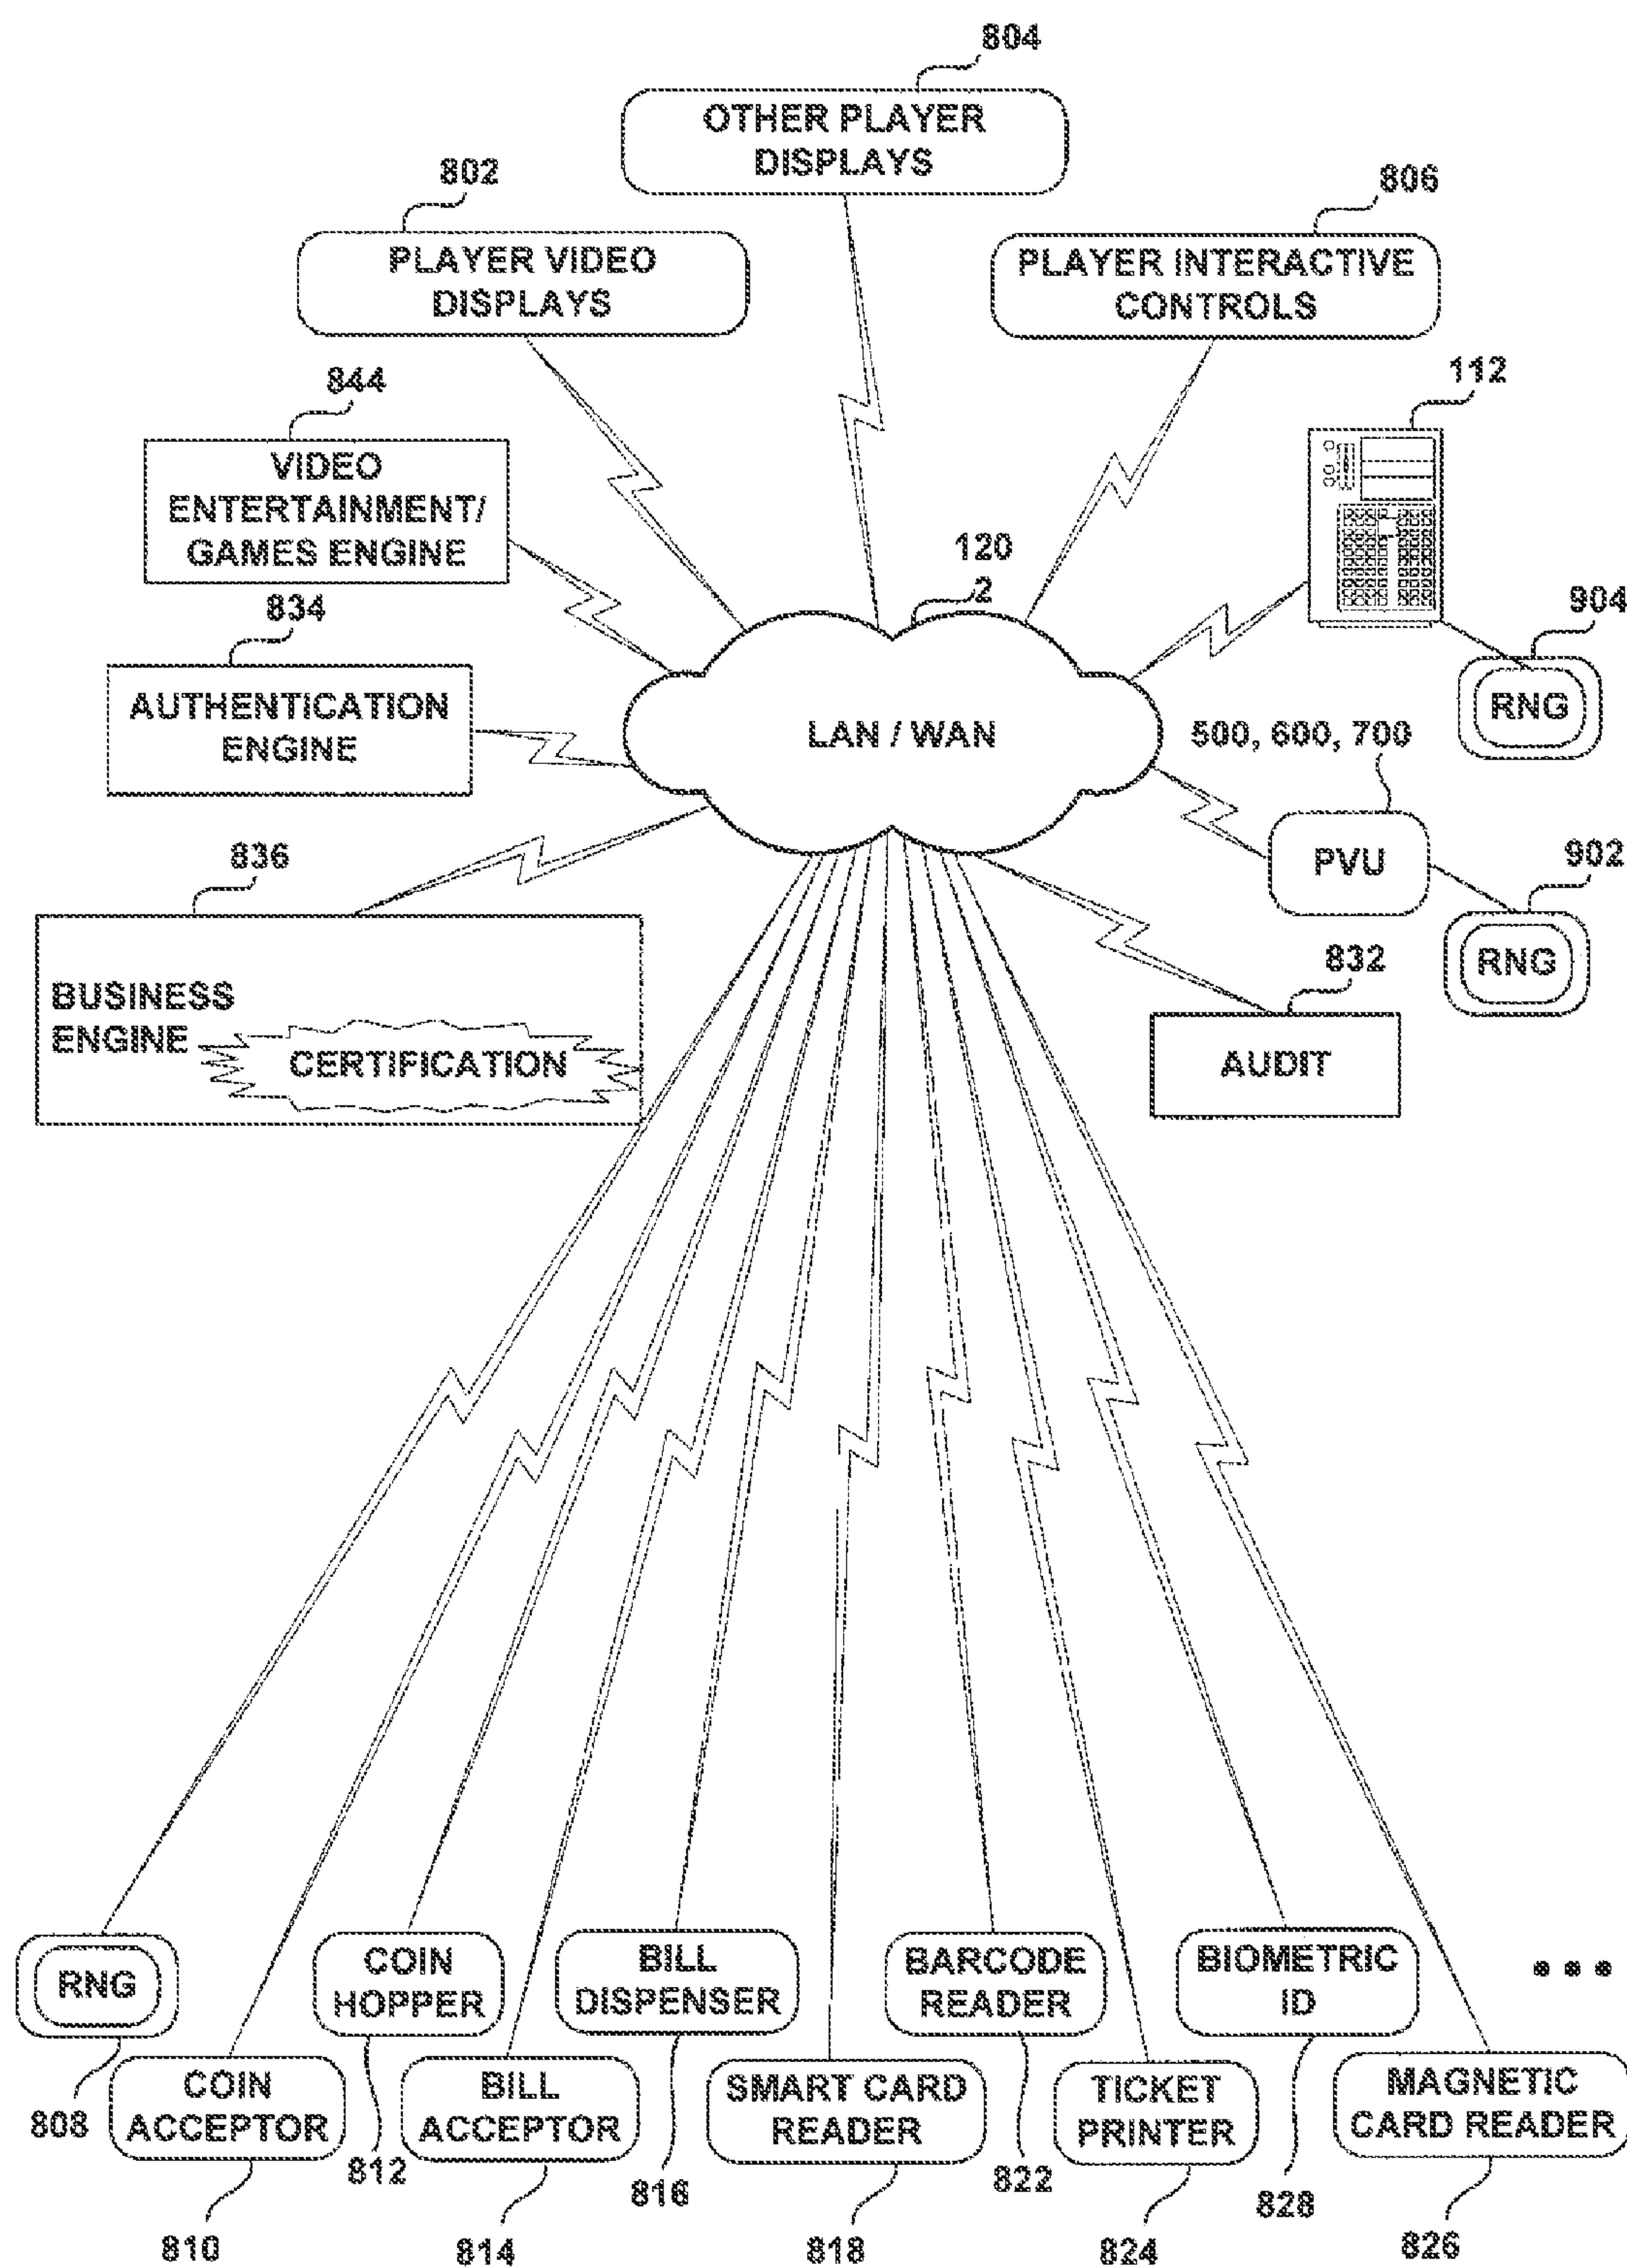 804
OTHER PLAYER
DISPLAYS
802
PLAYER VIDEO
DISPLAYS
806
PLAYER INTERACTIVE
CONTROLS
844
VIDEO
ENTERTAINMENT/
GAMES ENGINE
112
120
2
904
RNG
834
AUTHENTICATION
ENGINE
LAN / WAN
500, 600, 700
PVU
902
RNG
836
BUSINESS
ENGINE
CERTIFICATION
832
AUDIT
RNG
808
COIN
ACCEPTOR
810
COIN
HOPPER
812
BILL
ACCEPTOR
814
BILL
DISPENSER
816
SMART CARD
READER
818
BARCODE
READER
822
TICKET
PRINTER
824
BIOMETRIC
ID
828
MAGNETIC
CARD READER
826
•••